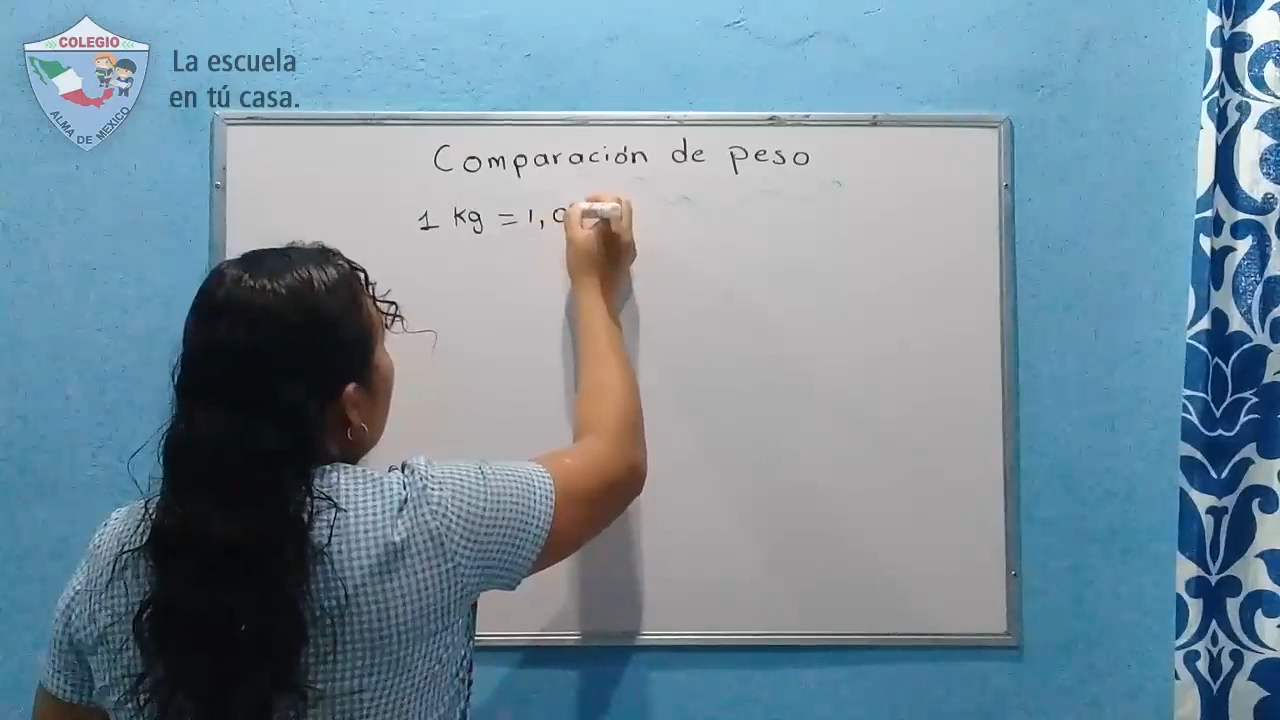 COLEGIO
ALMA DE MEXICO
La escuela
en tú casa.
Comparación de peso
1 kg = 1,0